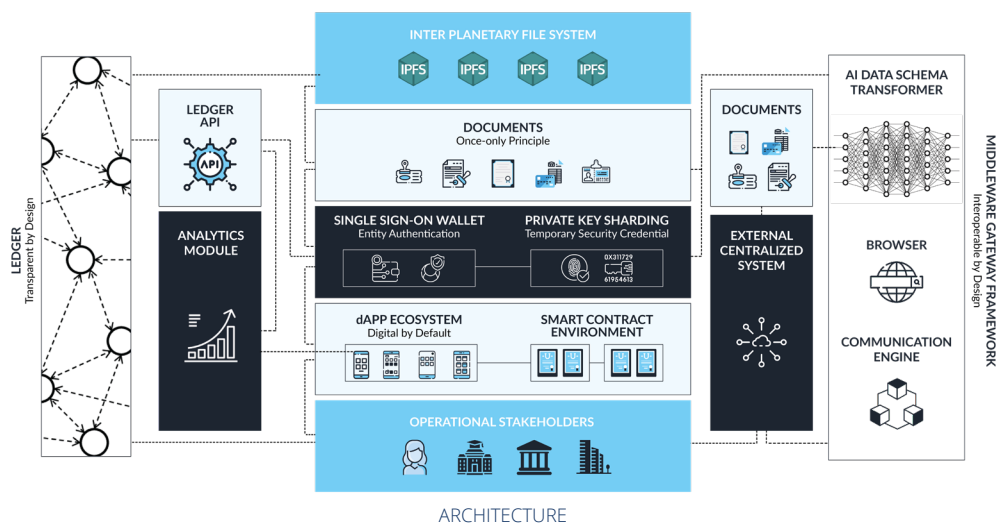 INTER PLANETARY FILE SYSTEM
IPFS
IPFS
IPFS
IPFS
LEDGER
Transparent by Design
LEDGER
API
API
ANALYTICS
MODULE
DOCUMENTS
Once-only Principle
SINGLE SIGN-ON WALLET
Entity Authentication
PRIVATE KEY SHARDING
Temporary Security Credential
0X311729
61954613
dAPP ECOSYSTEM
Digital by Default
SMART CONTRACT
ENVIRONMENT
OPERATIONAL STAKEHOLDERS
DOCUMENTS
EXTERNAL
CENTRALIZED
SYSTEM
AI DATA SCHEMA
TRANSFORMER
BROWSER
COMMUNICATION
ENGINE
MIDDLEWARE GATEWAY FRAMEWORK
Interoperable by Design
ARCHITECTURE